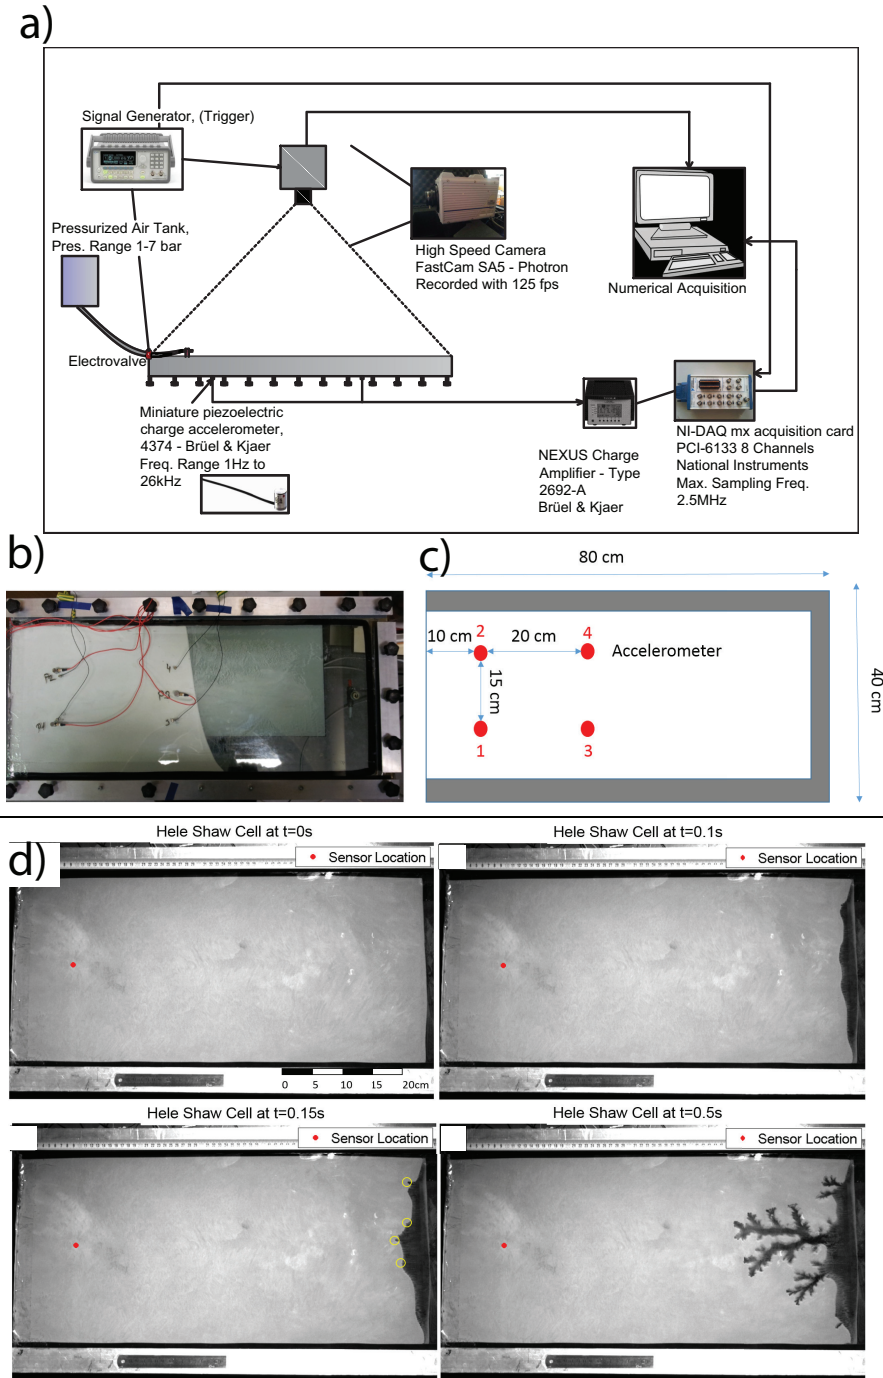 a)
Signal Generator, (Trigger)
Pressurized Air Tank,
Pres. Range 1-7 bar
High Speed Camera
FastCam SA5 - Photron
Recorded with 125 fps
Numerical Acquisition
Electrovalve
Miniature piezoelectric
charge accelerometer,
4374 - Brüel & Kjaer
Freq. Range 1Hz to
26kHz
NEXUS Charge
Amplifier - Type
2692-A
Brüel & Kjaer
NI-DAQ mx acquisition card
PCI-6133 8 Channels
National Instruments
Max. Sampling Freq.
2.5MHz
b)
c)
80 cm
10 cm
2
20 cm
4
Accelerometer
15 cm
40 cm
1
3
d)
Hele Shaw Cell at t=0s
Sensor Location
0 5 10 15 20cm
Hele Shaw Cell at t=0.1s
Sensor Location
Hele Shaw Cell at t=0.15s
Sensor Location
Hele Shaw Cell at t=0.5s
Sensor Location